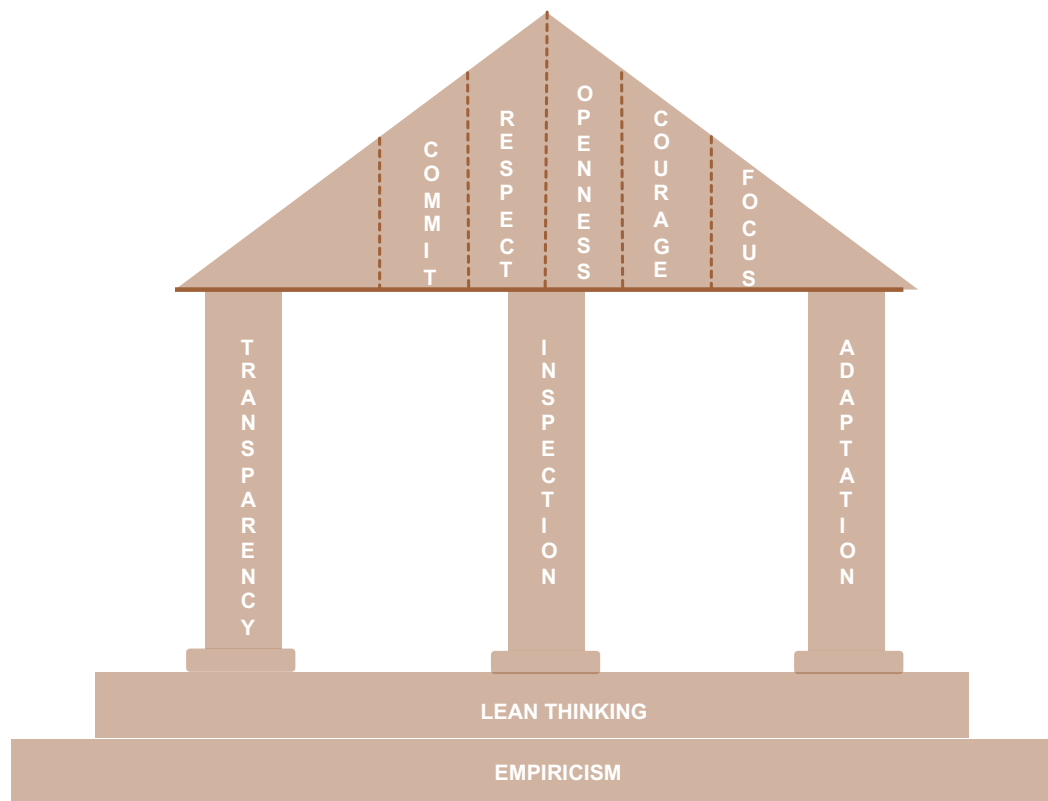 COMMIT
RESPECT
OPENNESS
COURAGE
FOCUS
TRANSPARENCY
INSPECTION
ADAPTATION
LEAN THINKING
EMPIRICISM